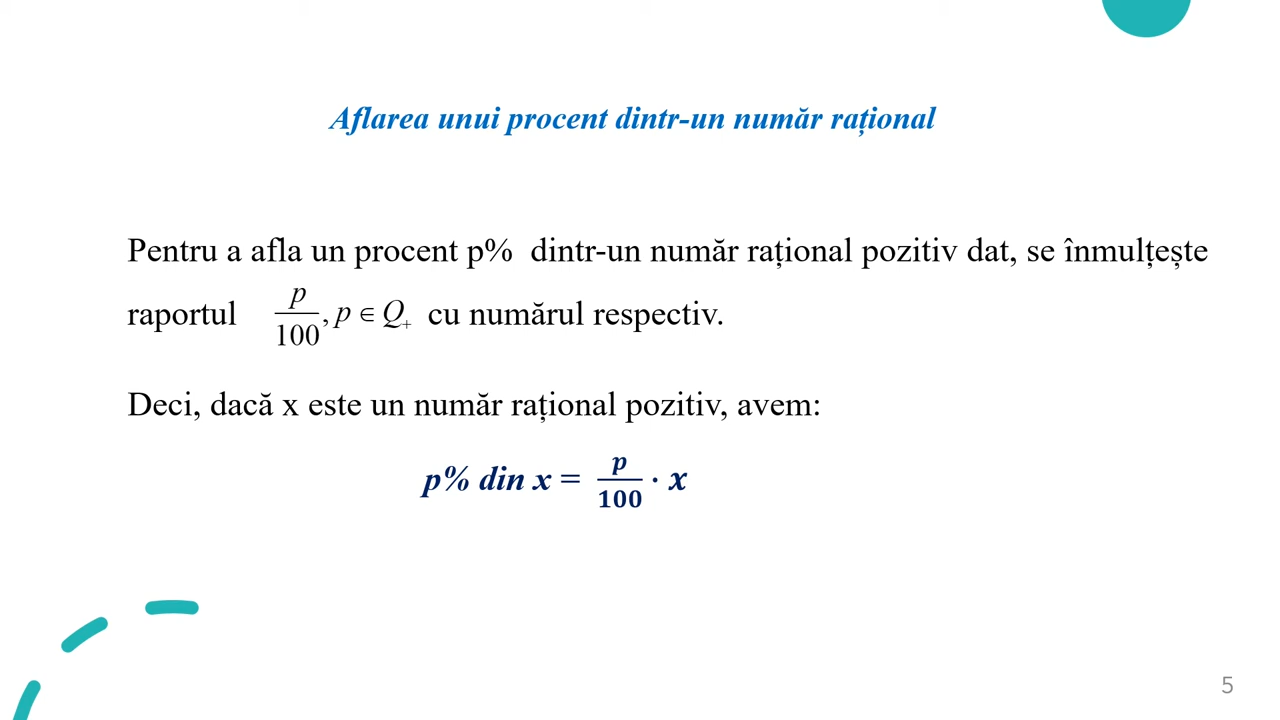 Aflarea unui procent dintr-un număr rațional
Pentru a afla un procent p% dintr-un număr rațional pozitiv dat, se înmulțește
raportul p/100, p ∈ Q₊ cu numărul respectiv.
Deci, dacă x este un număr rațional pozitiv, avem:
p% din x = p/100 · x
5